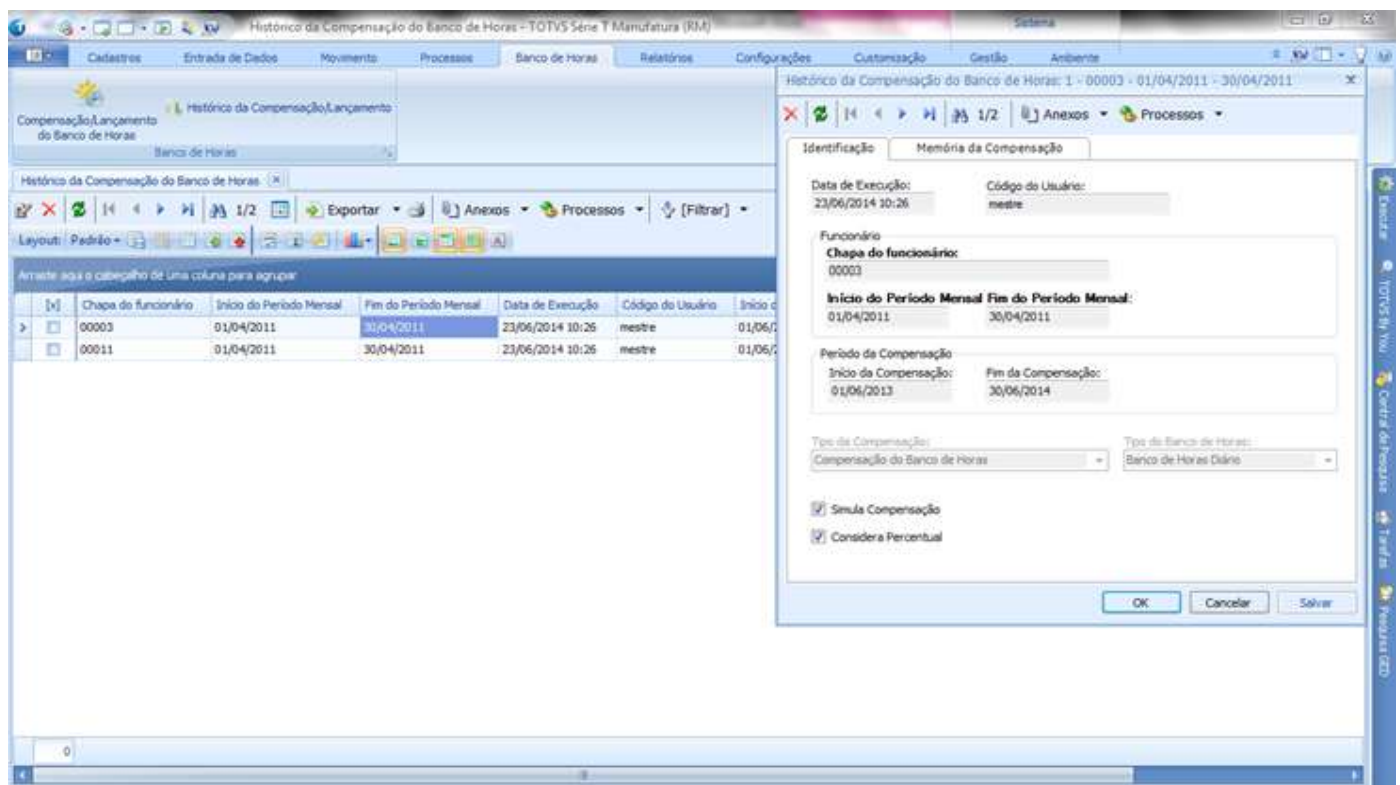 Histórico da Compensação do Banco de Horas - TOTVS Série T Manufatura (RM)
Sistema
Cadastros Entrada de Dados Movimento Processos Banco de Horas Relatórios Configurações Customização Gestão Ambiente
Compensação/Lançamento do Banco de Horas
Histórico da Compensação/Lançamento
Banco de Horas
Histórico da Compensação do Banco de Horas
1/2 Exportar Anexos Processos [Filtrar]
Layout: Padrão
Arraste aqui o cabeçalho de uma coluna para agrupar
[x] Chapa do funcionário Início do Período Mensal Fim do Período Mensal Data de Execução Código do Usuário Início d
00003 01/04/2011 30/04/2011 23/06/2014 10:26 mestre 01/06/2
00011 01/04/2011 30/04/2011 23/06/2014 10:26 mestre 01/06/2
0
Histórico da Compensação do Banco de Horas: 1 - 00003 - 01/04/2011 - 30/04/2011
1/2 Anexos Processos
Identificação Memória da Compensação
Data de Execução: Código do Usuário:
23/06/2014 10:26 mestre
Funcionário
Chapa do funcionário:
00003
Início do Período Mensal Fim do Período Mensal:
01/04/2011 30/04/2011
Período da Compensação
Início da Compensação: Fim da Compensação:
01/06/2013 30/06/2014
Tipo da Compensação: Tipo do Banco de Horas:
Compensação do Banco de Horas Banco de Horas Diário
Simula Compensação
Considera Percentual
OK Cancelar Salvar
Executar
TOTVS By You
Central de Pesquisa
Tarefas
Pesquisa GED